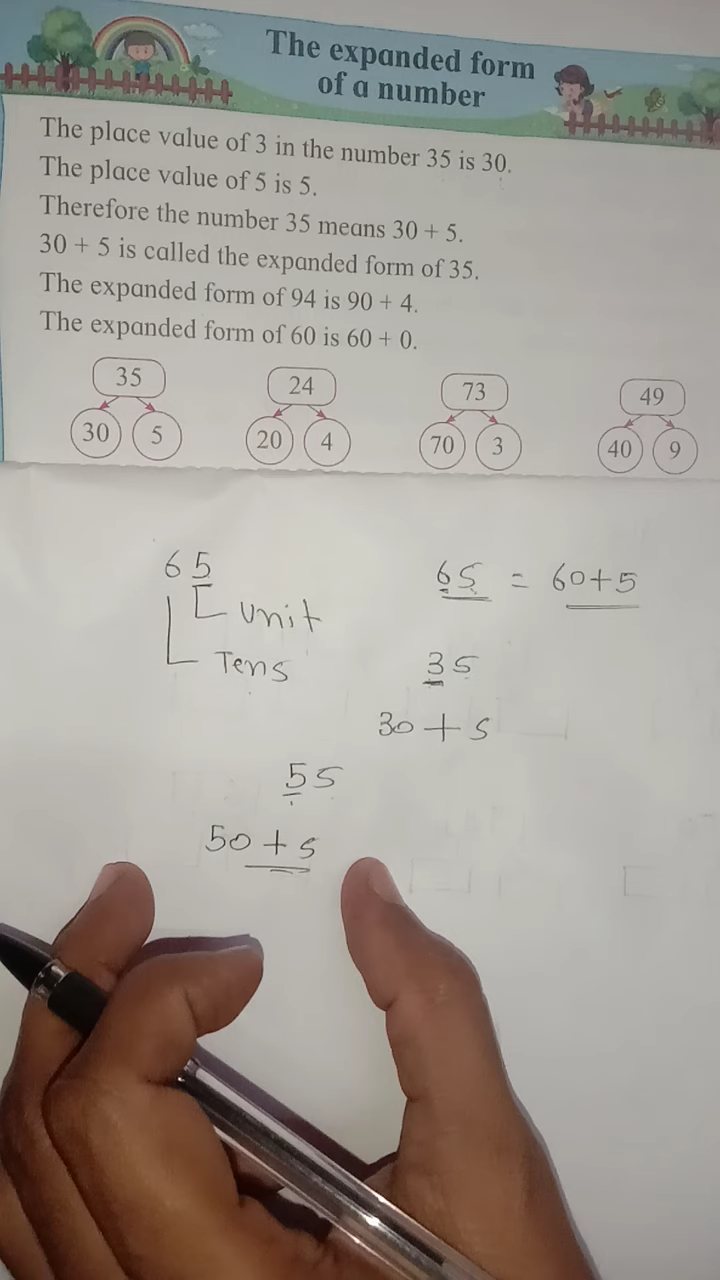 The expanded form
of a number
The place value of 3 in the number 35 is 30.
The place value of 5 is 5.
Therefore the number 35 means 30 + 5.
30 + 5 is called the expanded form of 35.
The expanded form of 94 is 90 + 4.
The expanded form of 60 is 60 + 0.
35 24 73 49
30 5 20 4 70 3 40 9
65 65 = 60+5
Unit
Tens 35
30 + 5
55
50 + 5